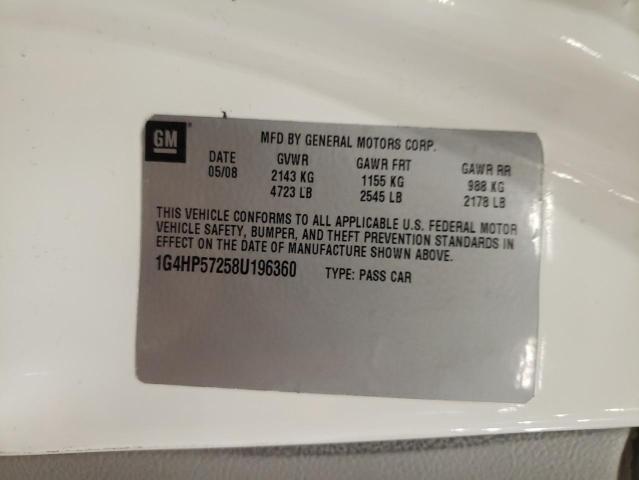 GM
MFD BY GENERAL MOTORS CORP.
DATE GVWR GAWR FRT GAWR RR
05/08 2143 KG 1155 KG 988 KG
4723 LB 2545 LB 2178 LB
THIS VEHICLE CONFORMS TO ALL APPLICABLE U.S. FEDERAL MOTOR
VEHICLE SAFETY, BUMPER, AND THEFT PREVENTION STANDARDS IN
EFFECT ON THE DATE OF MANUFACTURE SHOWN ABOVE.
1G4HP57258U196360 TYPE: PASS CAR